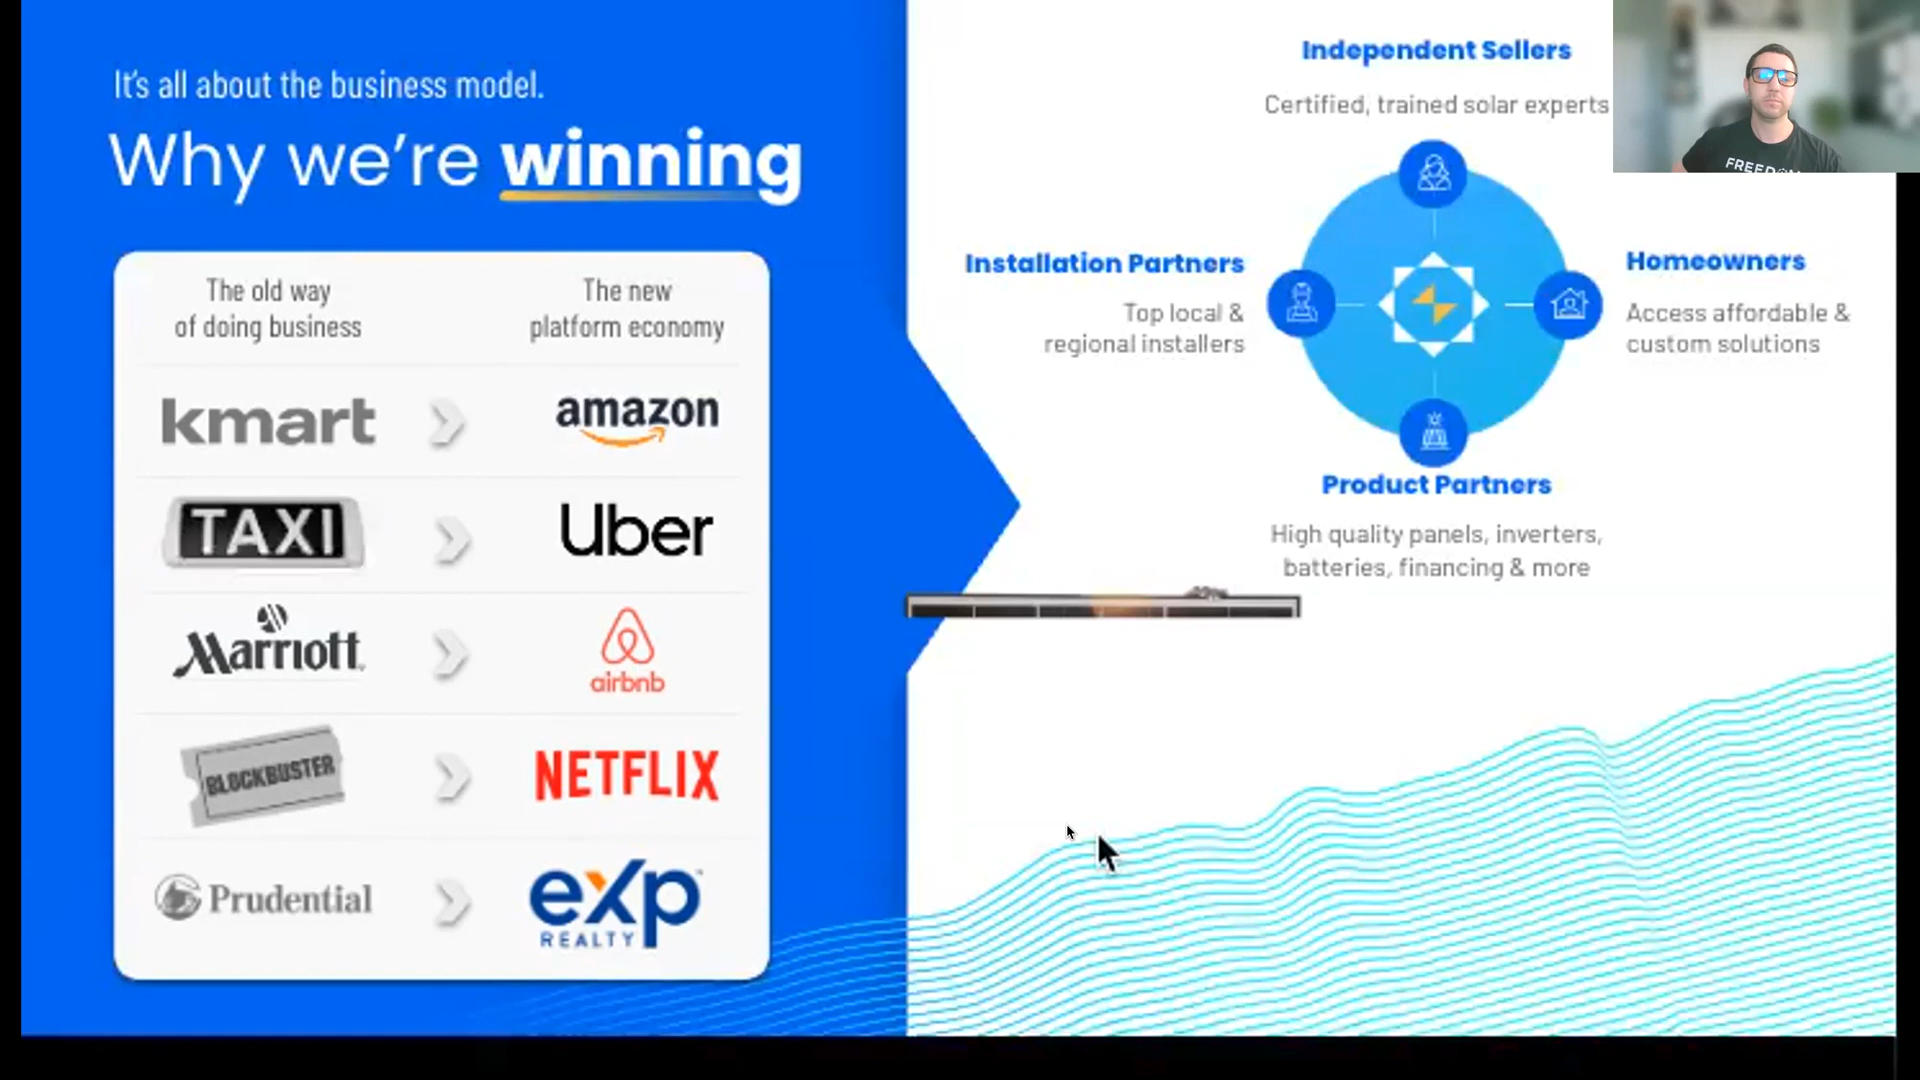 It's all about the business model.
Why we're winning
The old way
of doing business
The new
platform economy
kmart
amazon
TAXI
Uber
Marriott
airbnb
BLOCKBUSTER
NETFLIX
Prudential
eXp
REALTY
Independent Sellers
Certified, trained solar experts
Installation Partners
Top local &
regional installers
Homeowners
Access affordable &
custom solutions
Product Partners
High quality panels, inverters,
batteries, financing & more
FREEDOM